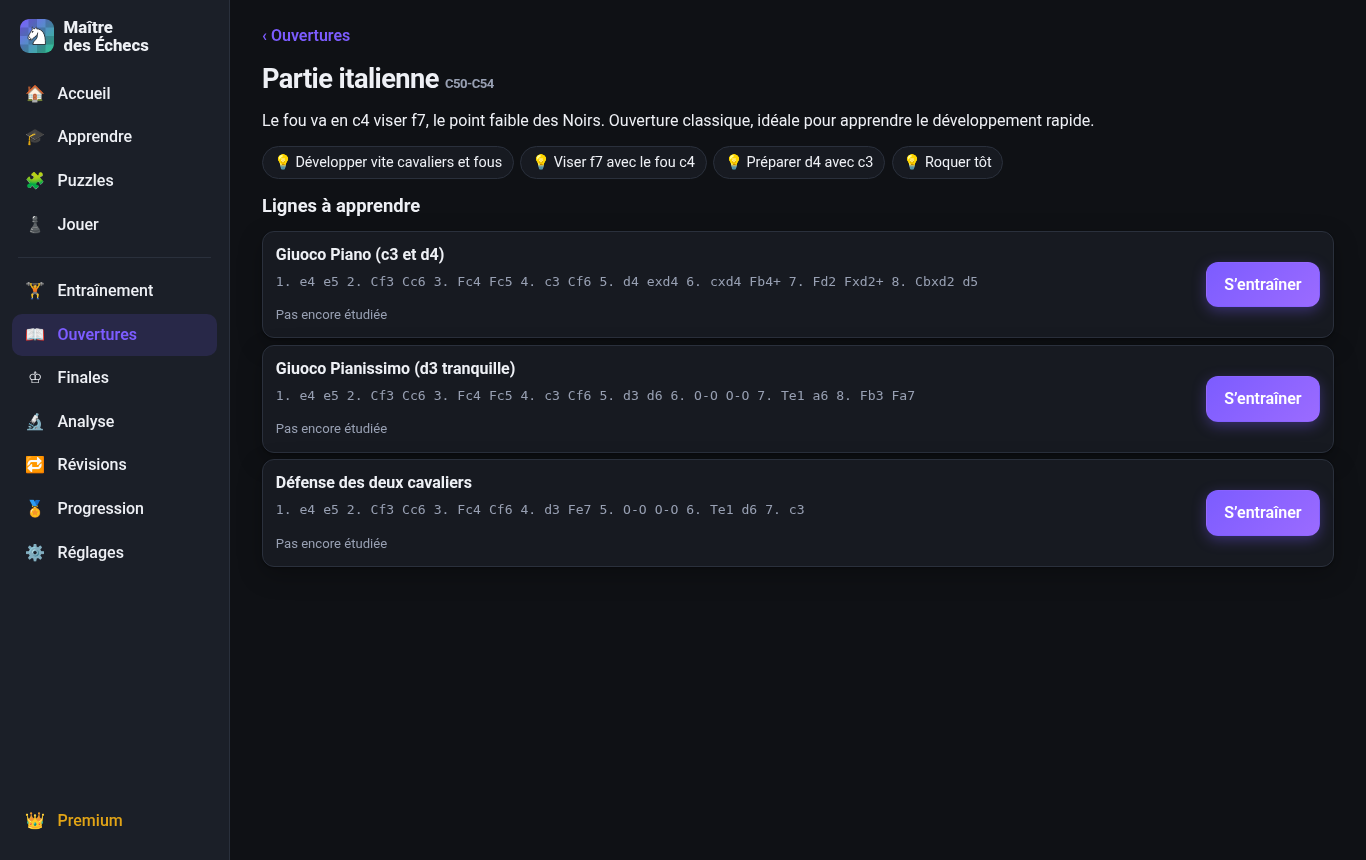 Maître
des Échecs
Accueil
Apprendre
Puzzles
Jouer
Entraînement
Ouvertures
Finales
Analyse
Révisions
Progression
Réglages
Premium
‹ Ouvertures
Partie italienne C50-C54
Le fou va en c4 viser f7, le point faible des Noirs. Ouverture classique, idéale pour apprendre le développement rapide.
Développer vite cavaliers et fous
Viser f7 avec le fou c4
Préparer d4 avec c3
Roquer tôt
Lignes à apprendre
Giuoco Piano (c3 et d4)
1. e4 e5 2. Cf3 Cc6 3. Fc4 Fc5 4. c3 Cf6 5. d4 exd4 6. cxd4 Fb4+ 7. Fd2 Fxd2+ 8. Cbxd2 d5
Pas encore étudiée
S’entraîner
Giuoco Pianissimo (d3 tranquille)
1. e4 e5 2. Cf3 Cc6 3. Fc4 Fc5 4. c3 Cf6 5. d3 d6 6. O-O O-O 7. Te1 a6 8. Fb3 Fa7
Pas encore étudiée
S’entraîner
Défense des deux cavaliers
1. e4 e5 2. Cf3 Cc6 3. Fc4 Cf6 4. d3 Fe7 5. O-O O-O 6. Te1 d6 7. c3
Pas encore étudiée
S’entraîner